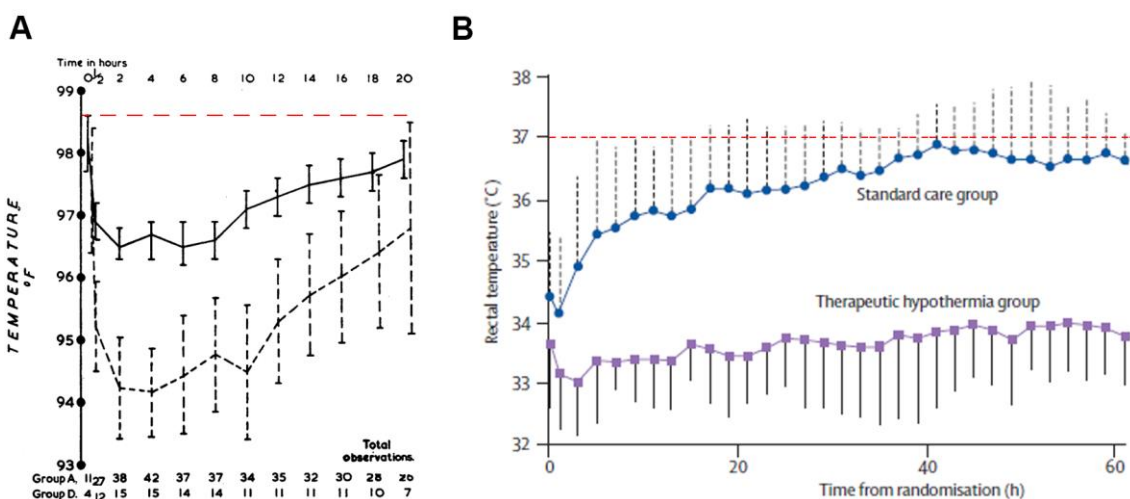 A
Time in hours
0 ½ 2 4 6 8 10 12 14 16 18 20
99
98
97
96
95
94
93
TEMPERATURE
°F
Total
observations.
Group A. 11 27 38 42 37 37 34 35 32 30 28 26
Group D. 4 12 15 15 14 14 11 11 11 11 10 7
B
38
37
36
35
34
33
32
Rectal temperature (°C)
Standard care group
Therapeutic hypothermia group
0 20 40 60
Time from randomisation (h)